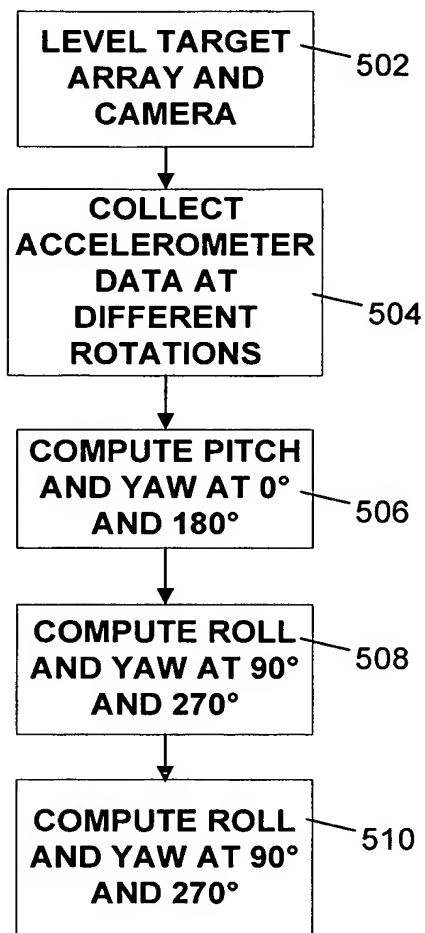 LEVEL TARGET
ARRAY AND
CAMERA
502
COLLECT
ACCELEROMETER
DATA AT
DIFFERENT
ROTATIONS
504
COMPUTE PITCH
AND YAW AT 0°
AND 180°
506
COMPUTE ROLL
AND YAW AT 90°
AND 270°
508
COMPUTE ROLL
AND YAW AT 90°
AND 270°
510